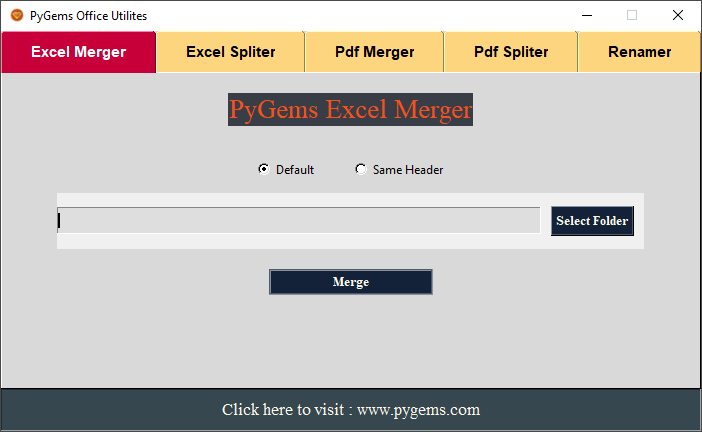 PyGems Office Utilites
Excel Merger Excel Spliter Pdf Merger Pdf Spliter Renamer
PyGems Excel Merger
Default Same Header
Select Folder
Merge
Click here to visit : www.pygems.com